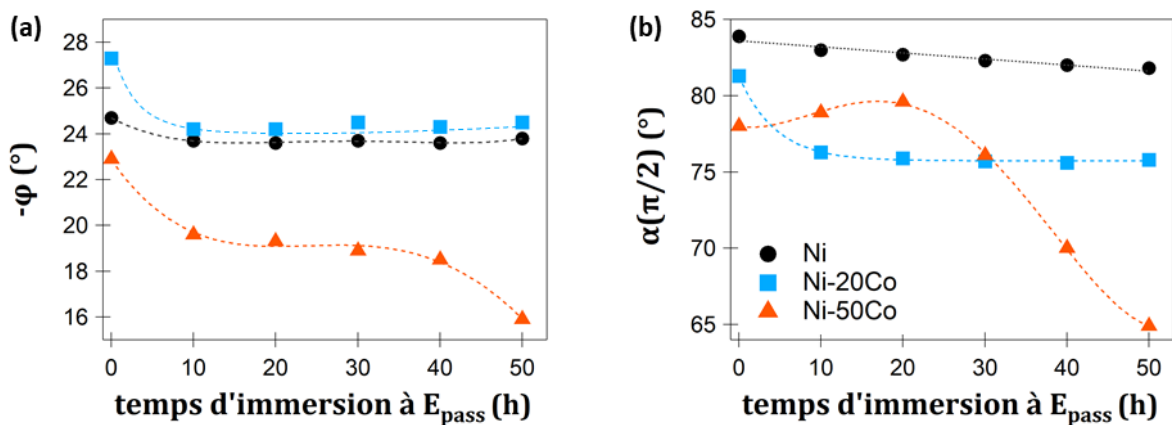 (a)
28
26
24
22
20
18
16
-φ (°)
0 10 20 30 40 50
temps d'immersion à Epass (h)
(b)
85
80
75
70
65
α(π/2) (°)
Ni
Ni-20Co
Ni-50Co
0 10 20 30 40 50
temps d'immersion à Epass (h)